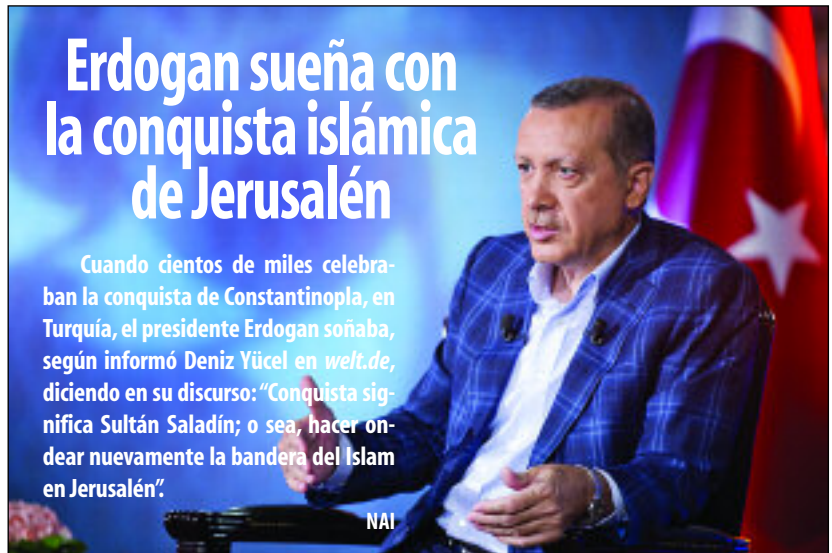 Erdogan sueña con
la conquista islámica
de Jerusalén
Cuando cientos de miles celebra-
ban la conquista de Constantinopla, en
Turquía, el presidente Erdogan soñaba,
según informó Deniz Yücel en welt.de,
diciendo en su discurso: “Conquista sig-
nifica Sultán Saladín; o sea, hacer on-
dear nuevamente la bandera del Islam
en Jerusalén”.
NAI